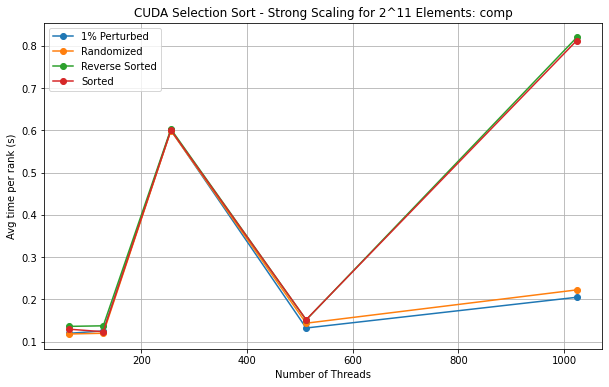 CUDA Selection Sort - Strong Scaling for 2^11 Elements: comp
1% Perturbed
Randomized
Reverse Sorted
Sorted
Avg time per rank (s)
0.8
0.7
0.6
0.5
0.4
0.3
0.2
0.1
200 400 600 800 1000
Number of Threads